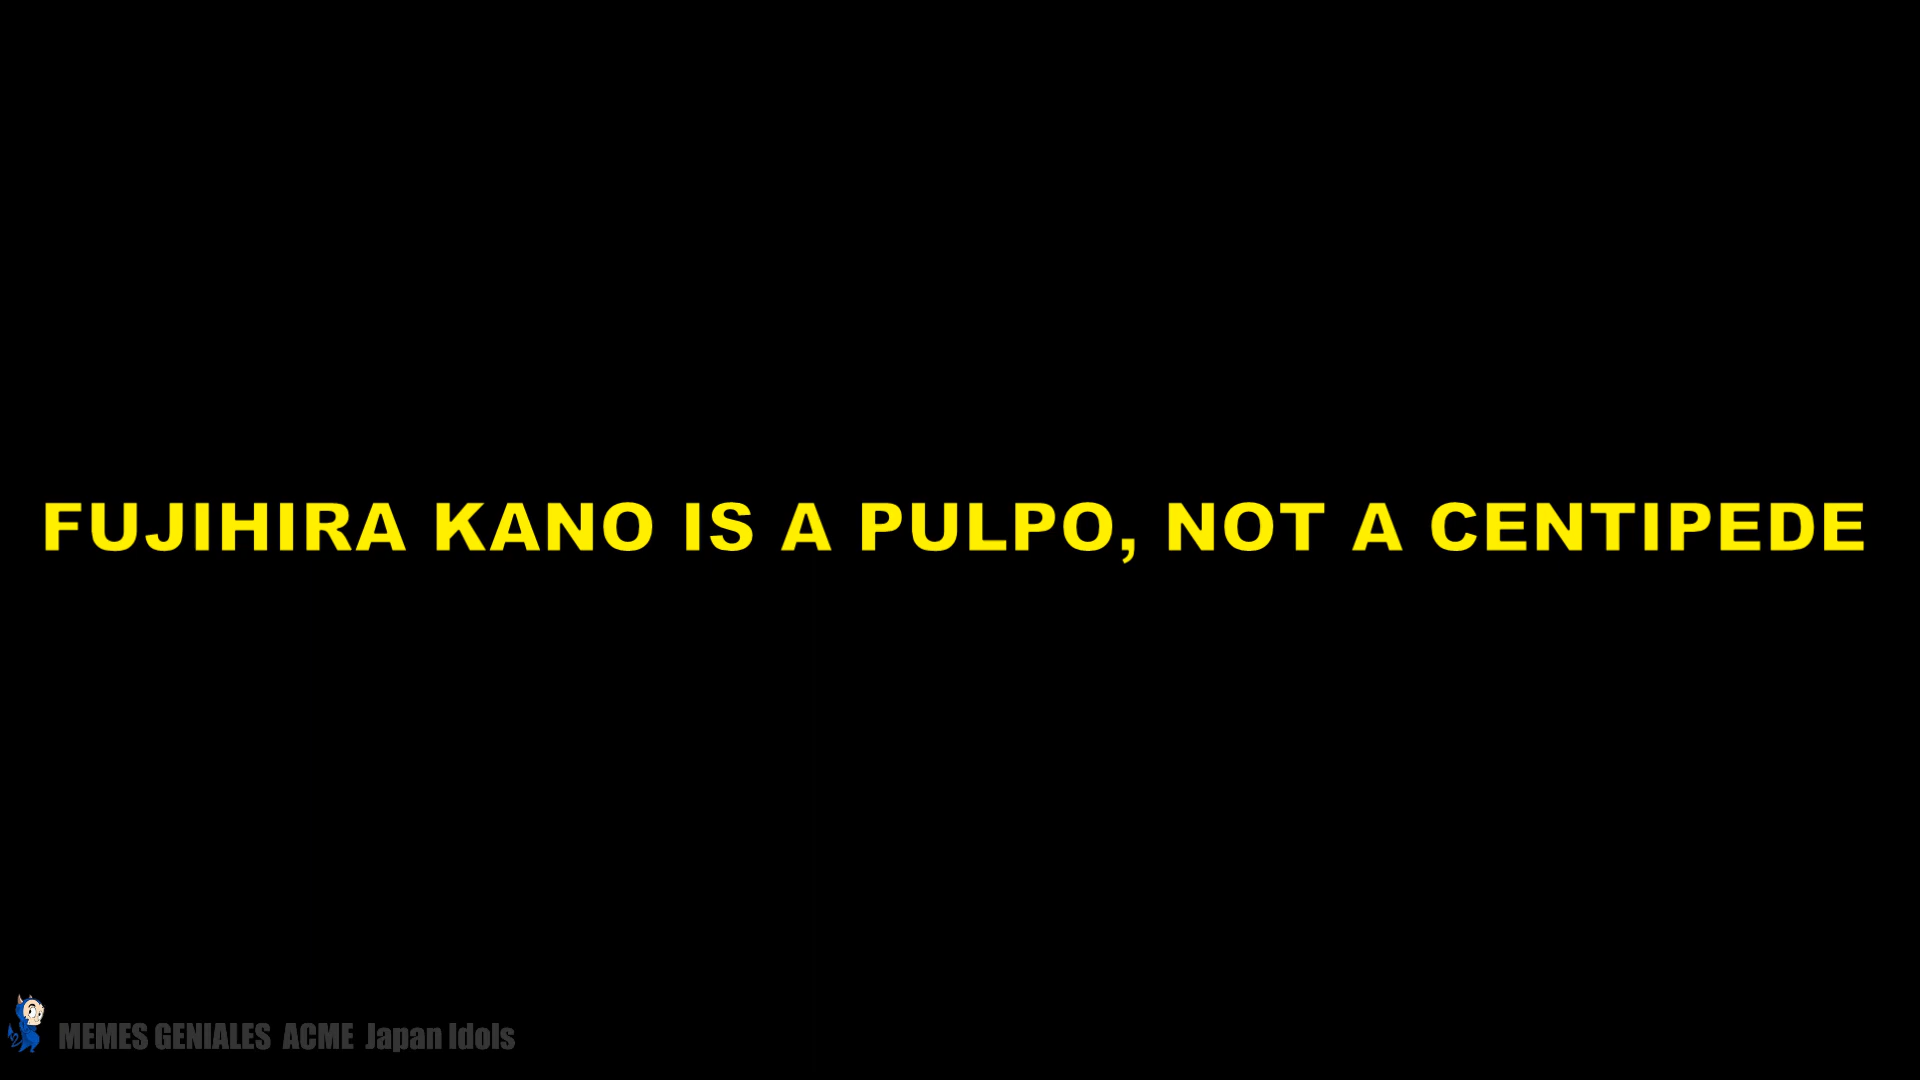 FUJIHIRA KANO IS A PULPO, NOT A CENTIPEDE
MEMES GENIALES ACME Japan Idols